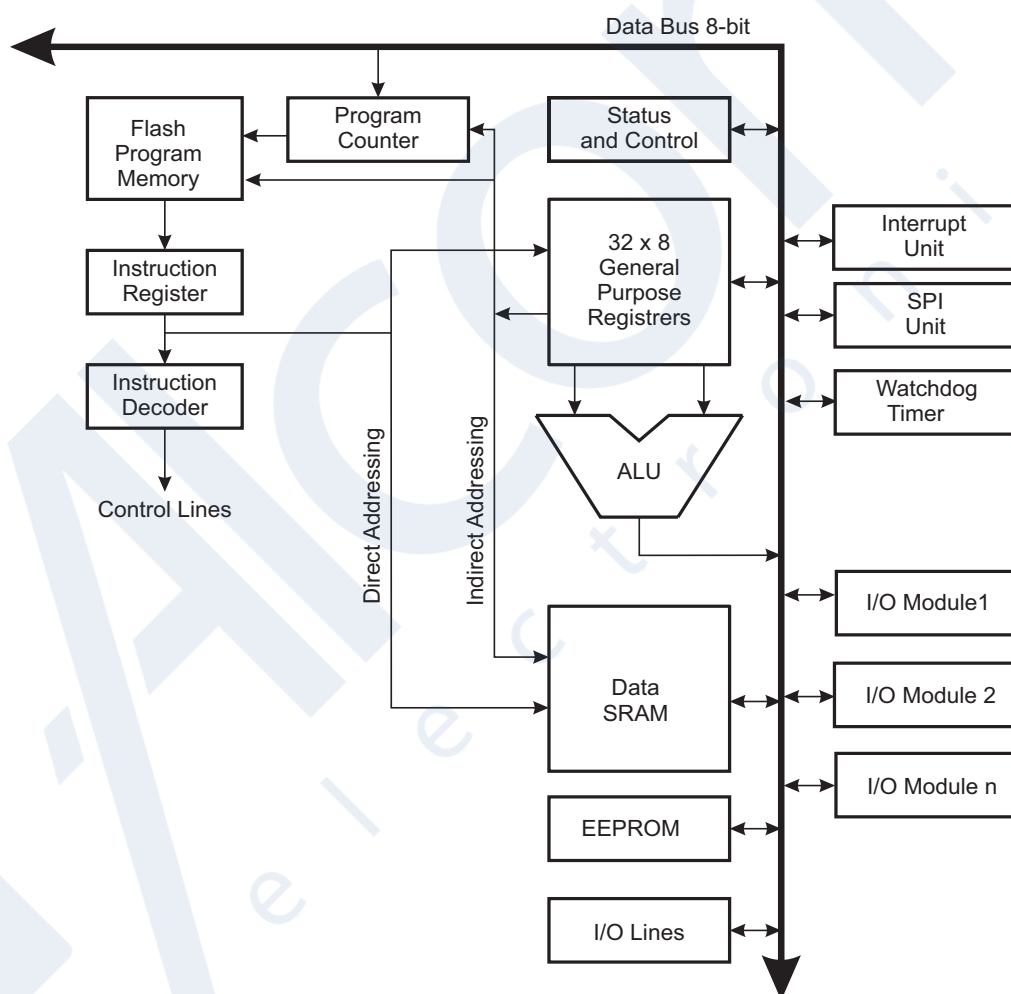 Data Bus 8-bit
Flash
Program
Memory
Program
Counter
Status
and Control
32 x 8
General
Purpose
Registrers
Interrupt
Unit
Instruction
Register
SPI
Unit
Instruction
Decoder
Watchdog
Timer
ALU
Control Lines
Direct Addressing
Indirect Addressing
I/O Module1
Data
SRAM
I/O Module 2
I/O Module n
EEPROM
I/O Lines
Alcom
electroni